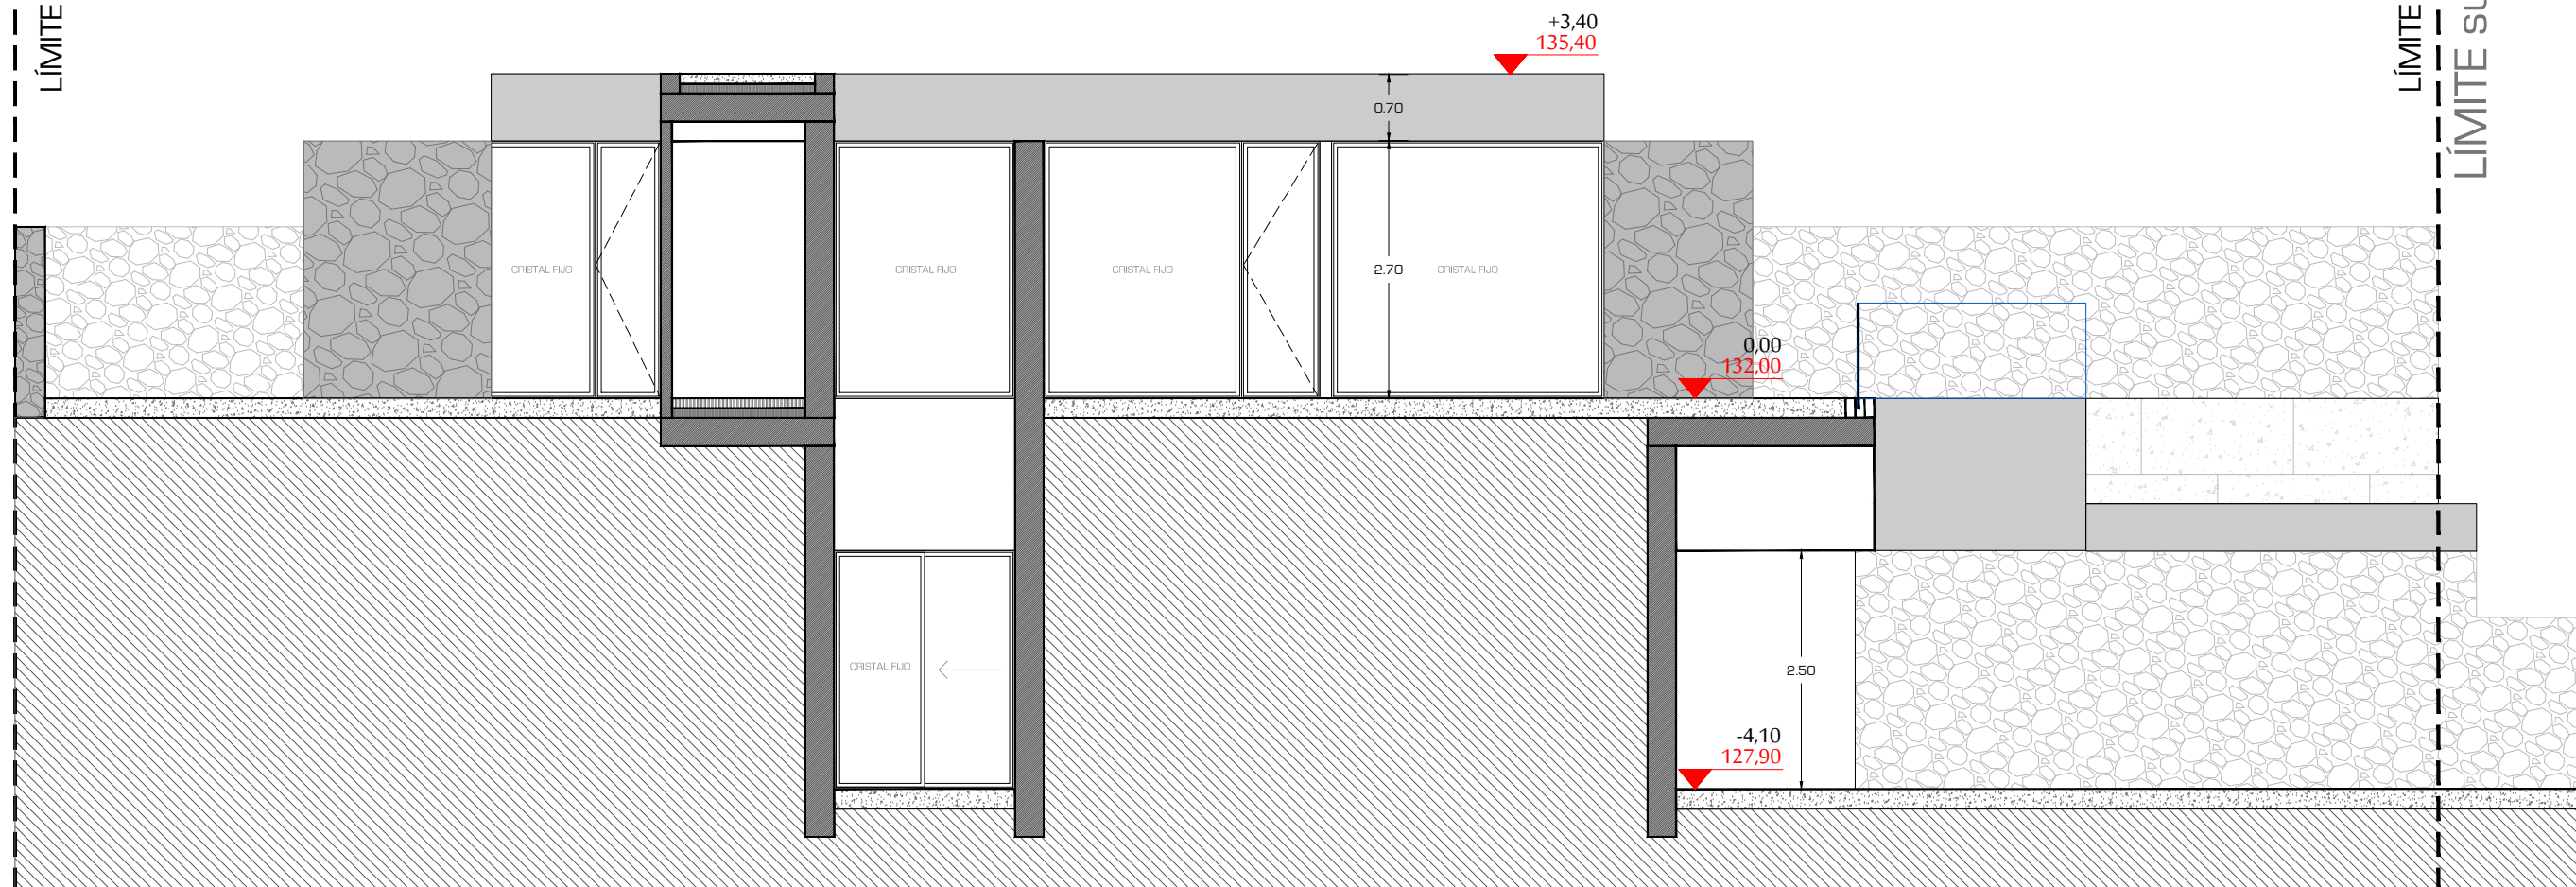 LÍMITE
+3,40
135,40
LÍMITE
LÍMITE
0.70
CRISTAL FIJO
CRISTAL FIJO
CRISTAL FIJO
2.70
CRISTAL FIJO
0,00
132,00
CRISTAL FIJO
2.50
-4,10
127,90